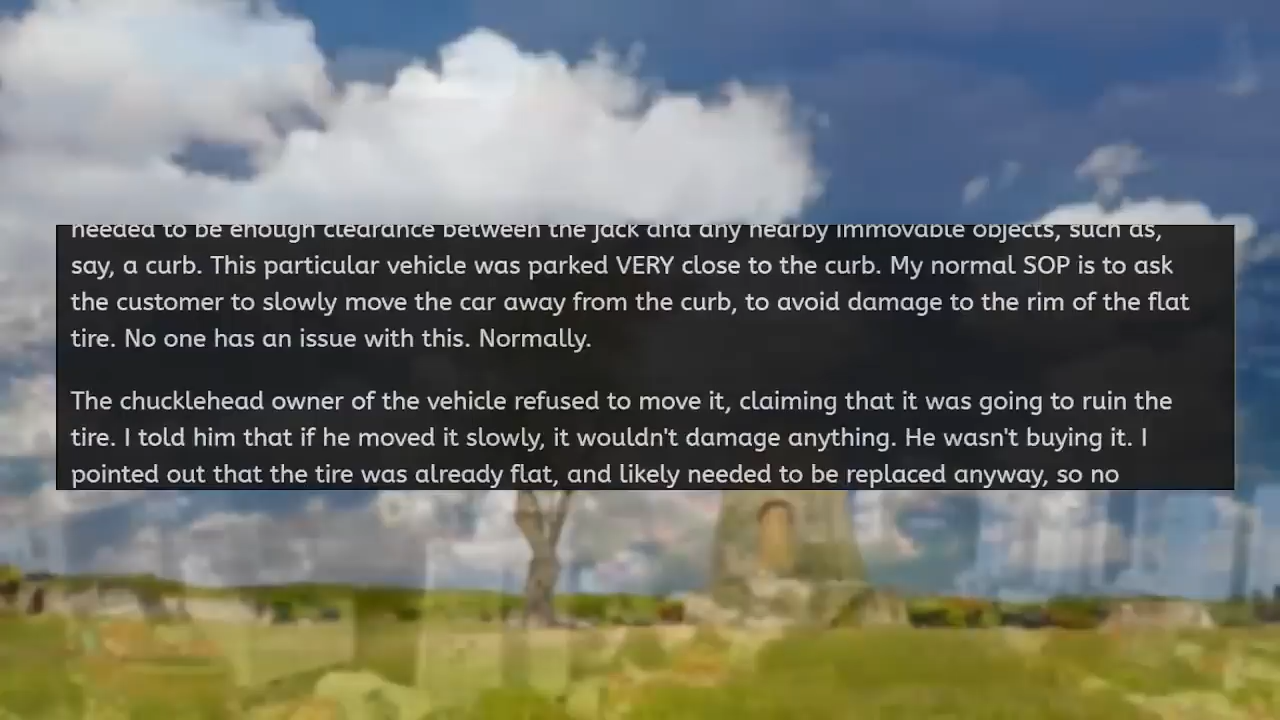 needed to be enough clearance between the jack and any nearby immovable objects, such as,
say, a curb. This particular vehicle was parked VERY close to the curb. My normal SOP is to ask
the customer to slowly move the car away from the curb, to avoid damage to the rim of the flat
tire. No one has an issue with this. Normally.
The chucklehead owner of the vehicle refused to move it, claiming that it was going to ruin the
tire. I told him that if he moved it slowly, it wouldn't damage anything. He wasn't buying it. I
pointed out that the tire was already flat, and likely needed to be replaced anyway, so no